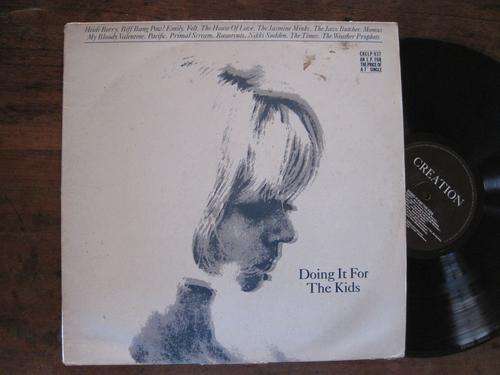 Heidi Berry. Biff Bang Pow! Emily. Felt. The House Of Love. The Jasmine Minks. The Jazz Butcher. Momus
My Bloody Valentine. Pacific. Primal Scream. Razorcuts. Nikki Sudden. The Times. The Weather Prophets
CRELP 037
AN L.P. FOR
THE PRICE OF
A 7" SINGLE
Doing It For
The Kids
CREATION